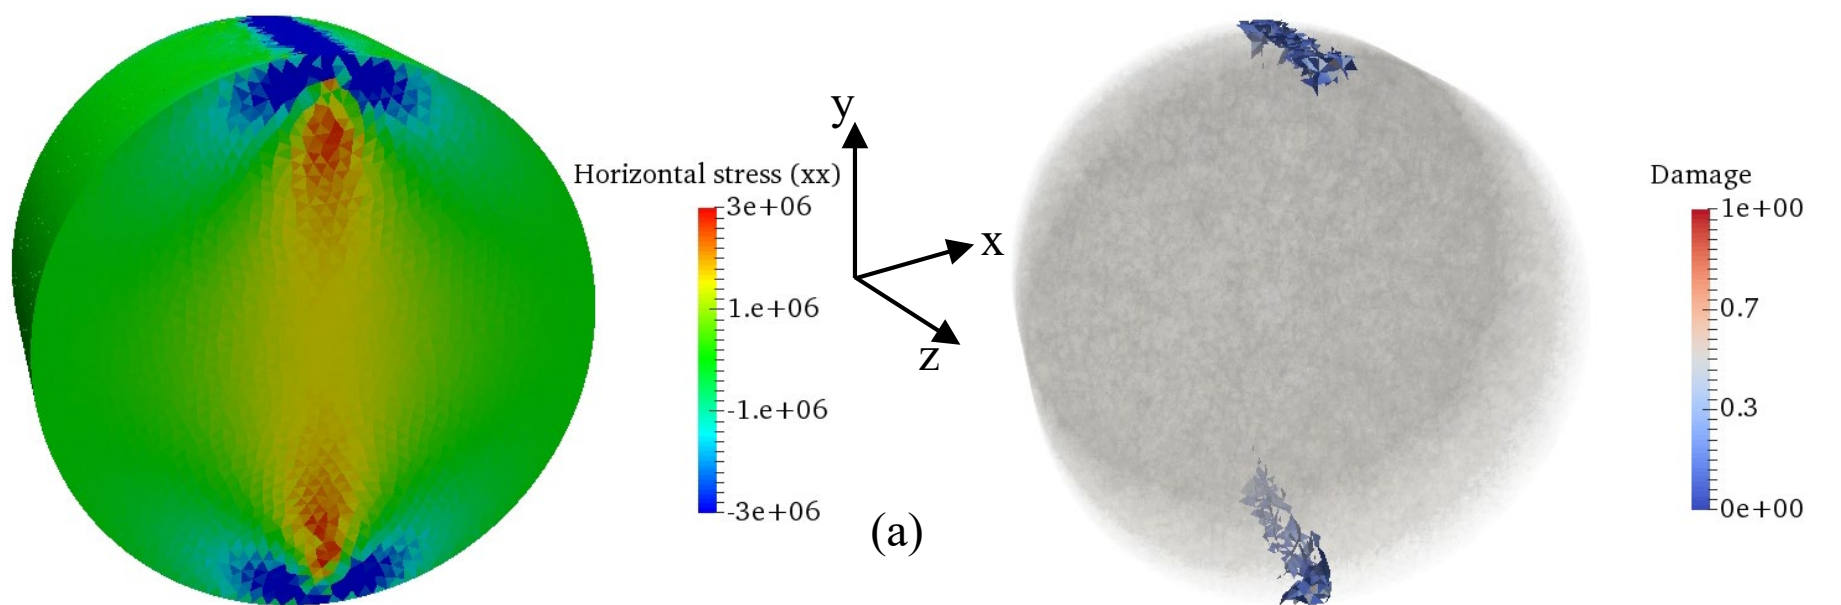 Horizontal stress (xx)
3e+06
1.e+06
-1.e+06
-3e+06
y
x
z
(a)
Damage
1e+00
0.7
0.3
0e+00